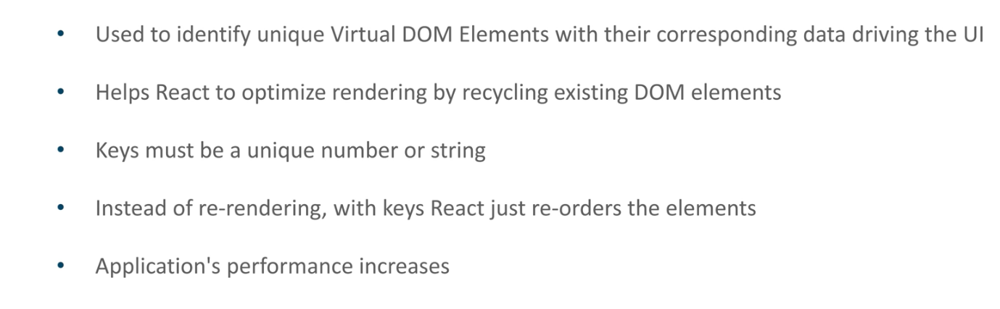 • Used to identify unique Virtual DOM Elements with their corresponding data driving the UI
• Helps React to optimize rendering by recycling existing DOM elements
• Keys must be a unique number or string
• Instead of re-rendering, with keys React just re-orders the elements
• Application's performance increases